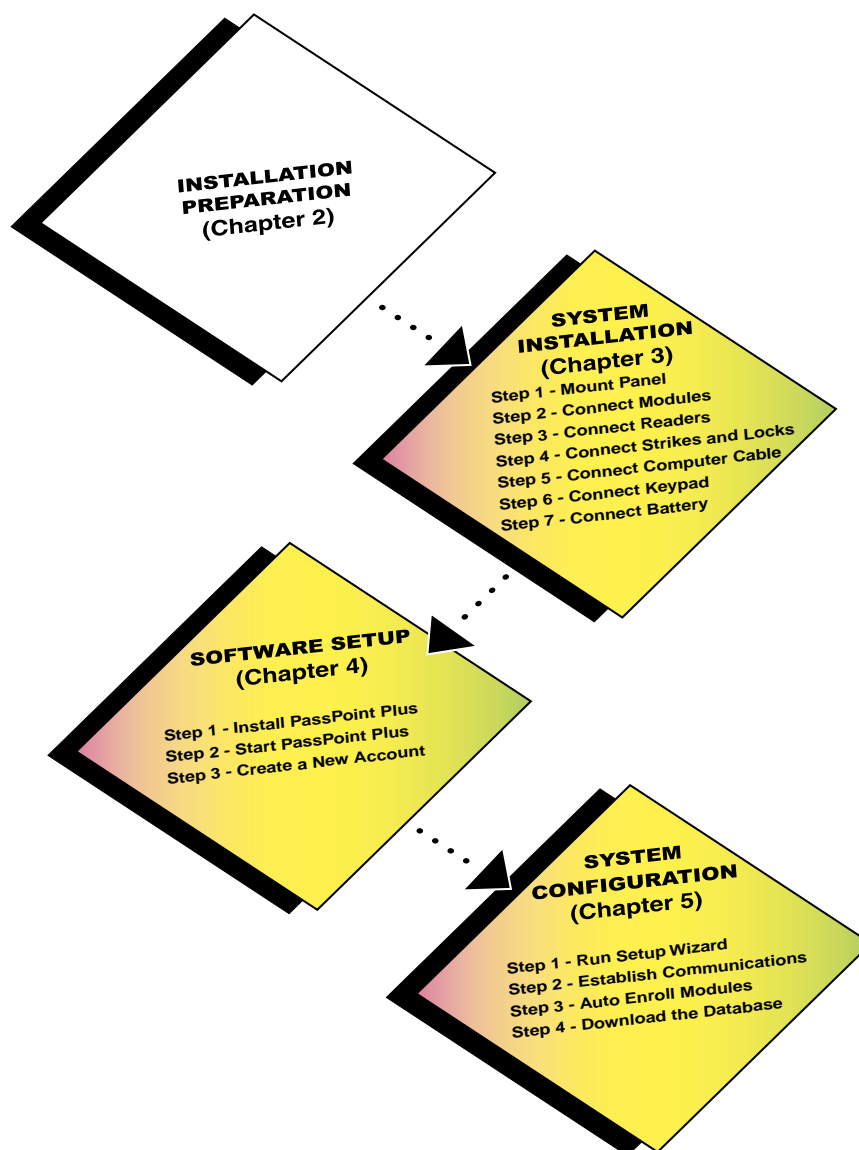 INSTALLATION
PREPARATION
(Chapter 2)
SYSTEM
INSTALLATION
(Chapter 3)
Step 1 - Mount Panel
Step 2 - Connect Modules
Step 3 - Connect Readers
Step 4 - Connect Strikes and Locks
Step 5 - Connect Computer Cable
Step 6 - Connect Keypad
Step 7 - Connect Battery
SOFTWARE SETUP
(Chapter 4)
Step 1 - Install PassPoint Plus
Step 2 - Start PassPoint Plus
Step 3 - Create a New Account
SYSTEM
CONFIGURATION
(Chapter 5)
Step 1 - Run Setup Wizard
Step 2 - Establish Communications
Step 3 - Auto Enroll Modules
Step 4 - Download the Database